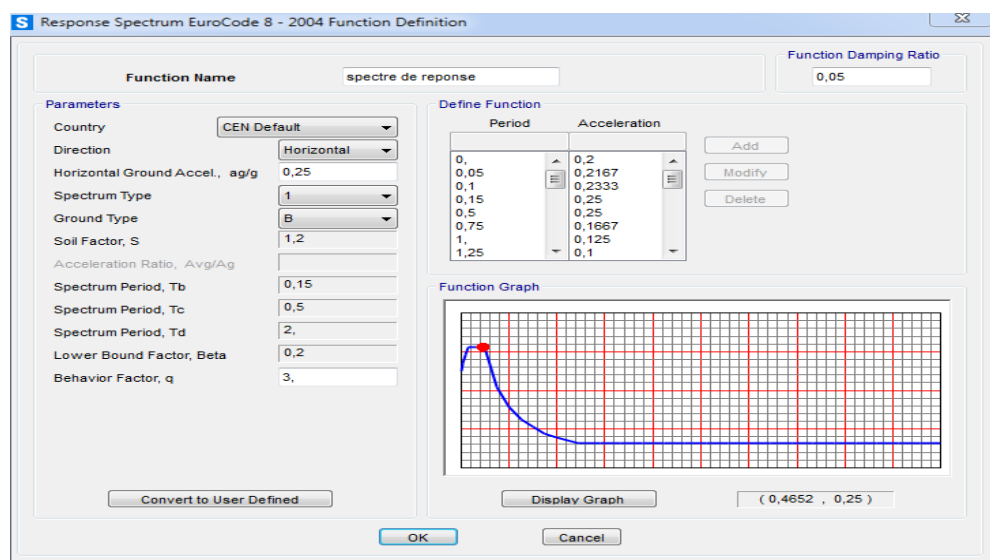 S Response Spectrum EuroCode 8 - 2004 Function Definition
Function Damping Ratio
Function Name spectre de reponse 0,05
Parameters
Country CEN Default
Direction Horizontal
Horizontal Ground Accel., ag/g 0,25
Spectrum Type 1
Ground Type B
Soil Factor, S 1,2
Acceleration Ratio, Avg/Ag
Spectrum Period, Tb 0,15
Spectrum Period, Tc 0,5
Spectrum Period, Td 2,
Lower Bound Factor, Beta 0,2
Behavior Factor, q 3,
Convert to User Defined
Define Function
Period Acceleration
0, 0,2
0,05 0,2167
0,1 0,2333
0,15 0,25
0,5 0,25
0,75 0,1667
1, 0,125
1,25 0,1
Add
Modify
Delete
Function Graph
Display Graph (0,4652 , 0,25 )
OK Cancel